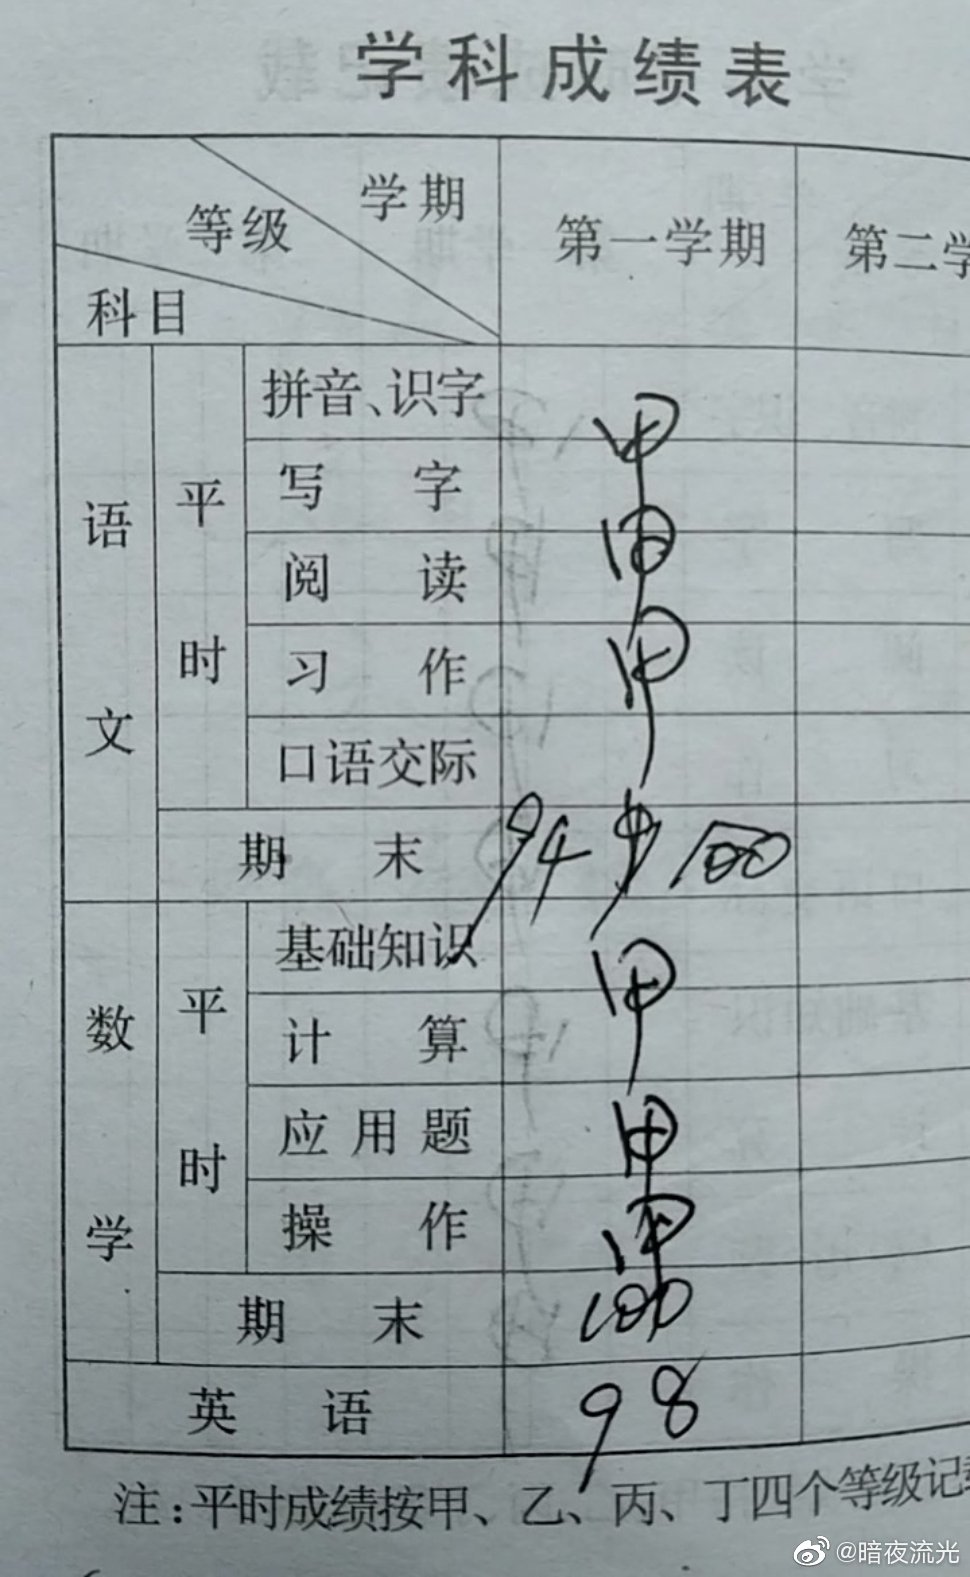 学科成绩表
学期
等级
科目
第一学期
第二学
语文
平时
拼音、识字
甲
写字
甲
阅读
习作
甲
口语交际
期末
94
100
数学
平时
基础知识
甲
计算
应用题
甲
操作
甲
期末
100
英语
98
注:平时成绩按甲、乙、丙、丁四个等级记
@暗夜流光